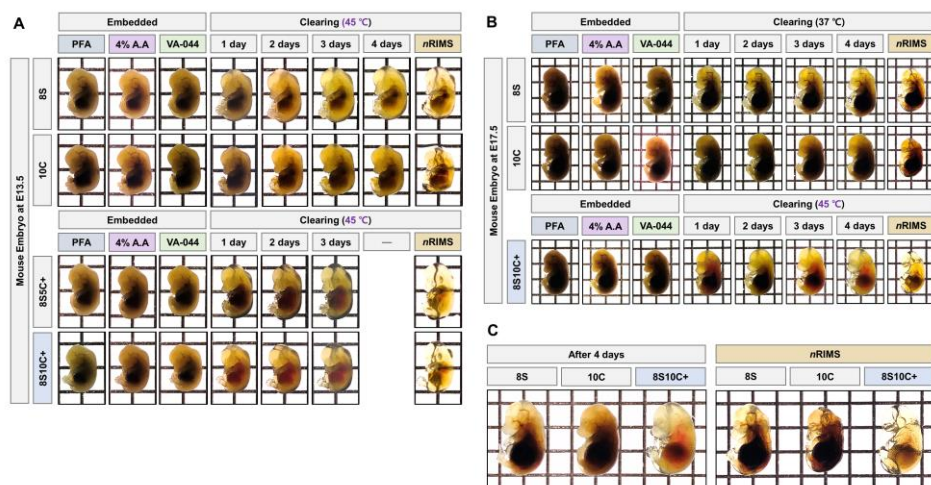 A
Embedded
Clearing (45 ℃)
PFA
4% A.A
VA-044
1 day
2 days
3 days
4 days
nRIMS
Mouse Embryo at E13.5
8S
10C
Embedded
Clearing (45 ℃)
PFA
4% A.A
VA-044
1 day
2 days
3 days
—
nRIMS
8S5C+
8S10C+
B
Embedded
Clearing (37 ℃)
PFA
4% A.A
VA-044
1 day
2 days
3 days
4 days
nRIMS
Mouse Embryo at E17.5
8S
10C
Embedded
Clearing (45 ℃)
PFA
4% A.A
VA-044
1 day
2 days
3 days
4 days
nRIMS
8S10C+
C
After 4 days
nRIMS
8S
10C
8S10C+
8S
10C
8S10C+